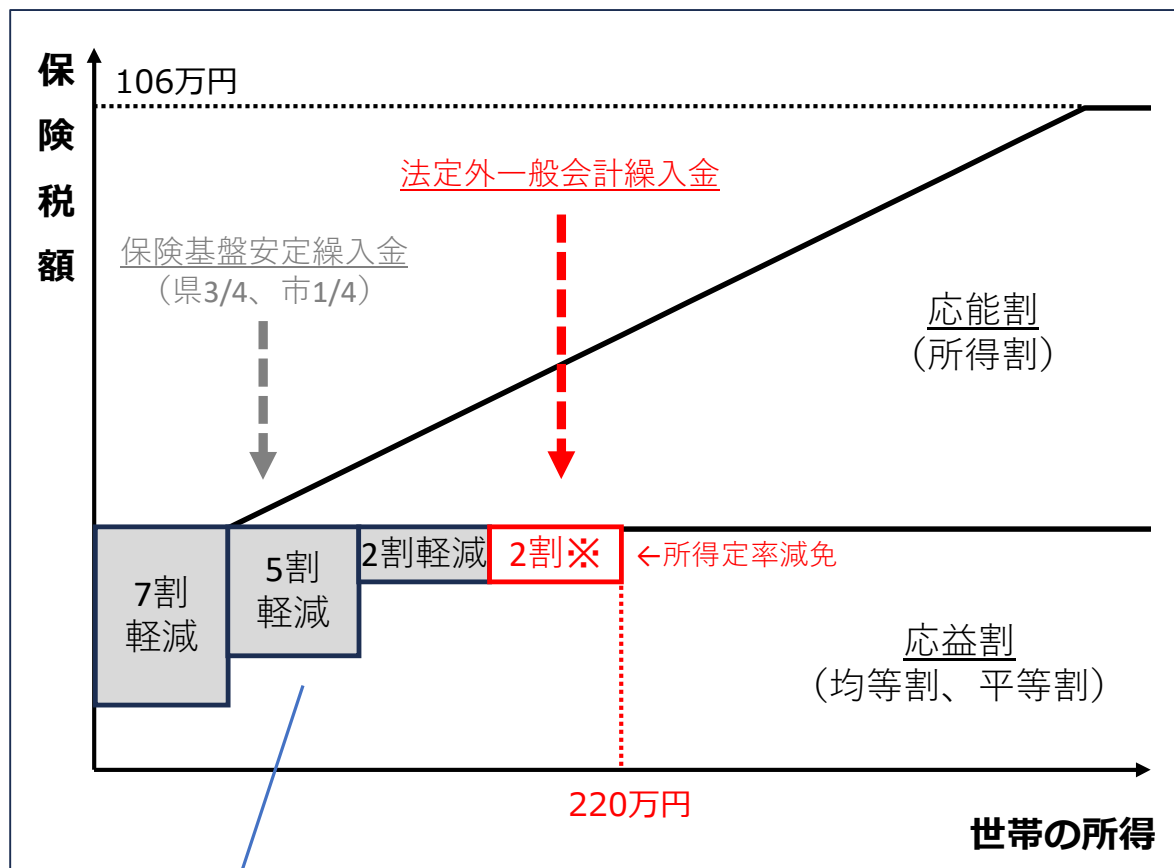 保険税額
106万円
法定外一般会計繰入金
保険基盤安定繰入金
（県3/4、市1/4）
応能割
（所得割）
7割
軽減
5割
軽減
2割軽減
2割※
←所得定率減免
応益割
（均等割、平等割）
220万円
世帯の所得